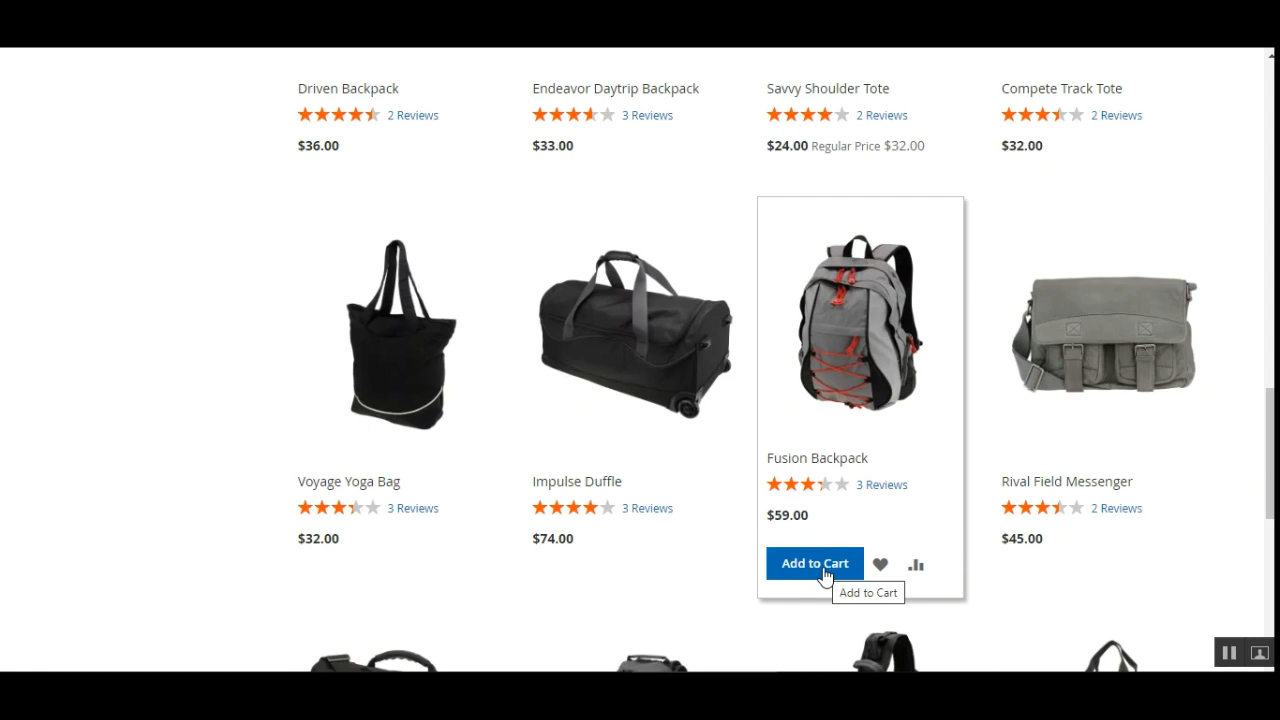 Driven Backpack
2 Reviews
$36.00
Endeavor Daytrip Backpack
3 Reviews
$33.00
Savvy Shoulder Tote
2 Reviews
$24.00 Regular Price $32.00
Compete Track Tote
2 Reviews
$32.00
Voyage Yoga Bag
3 Reviews
$32.00
Impulse Duffle
3 Reviews
$74.00
Fusion Backpack
3 Reviews
$59.00
Add to Cart
Add to Cart
Rival Field Messenger
2 Reviews
$45.00